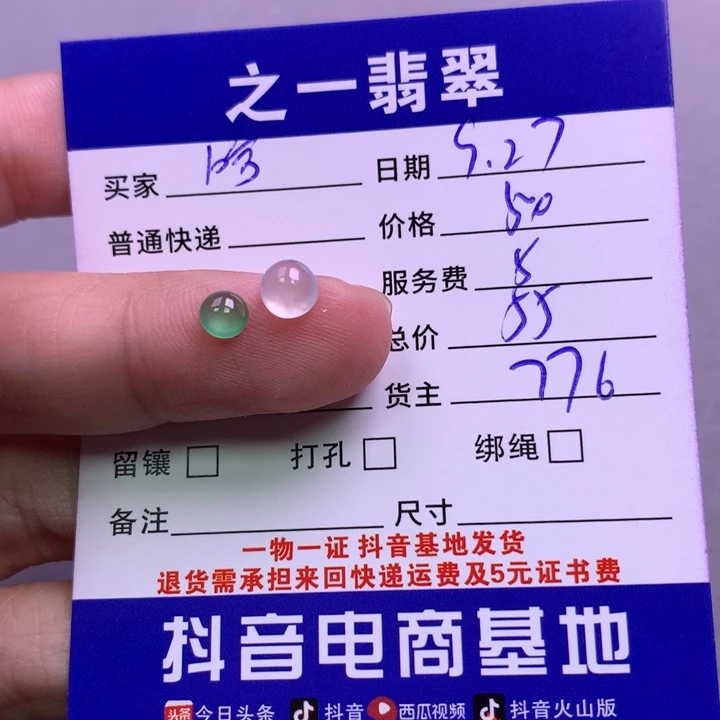 之一翡翠
买家 日期 5.27
普通快递 价格 50
服务费 5
总价 55
货主 776
留镶 打孔 绑绳
备注 尺寸
一物一证 抖音基地发货
退货需承担来回快递运费及5元证书费
抖音电商基地
头条 今日头条 抖音 西瓜视频 抖音火山版